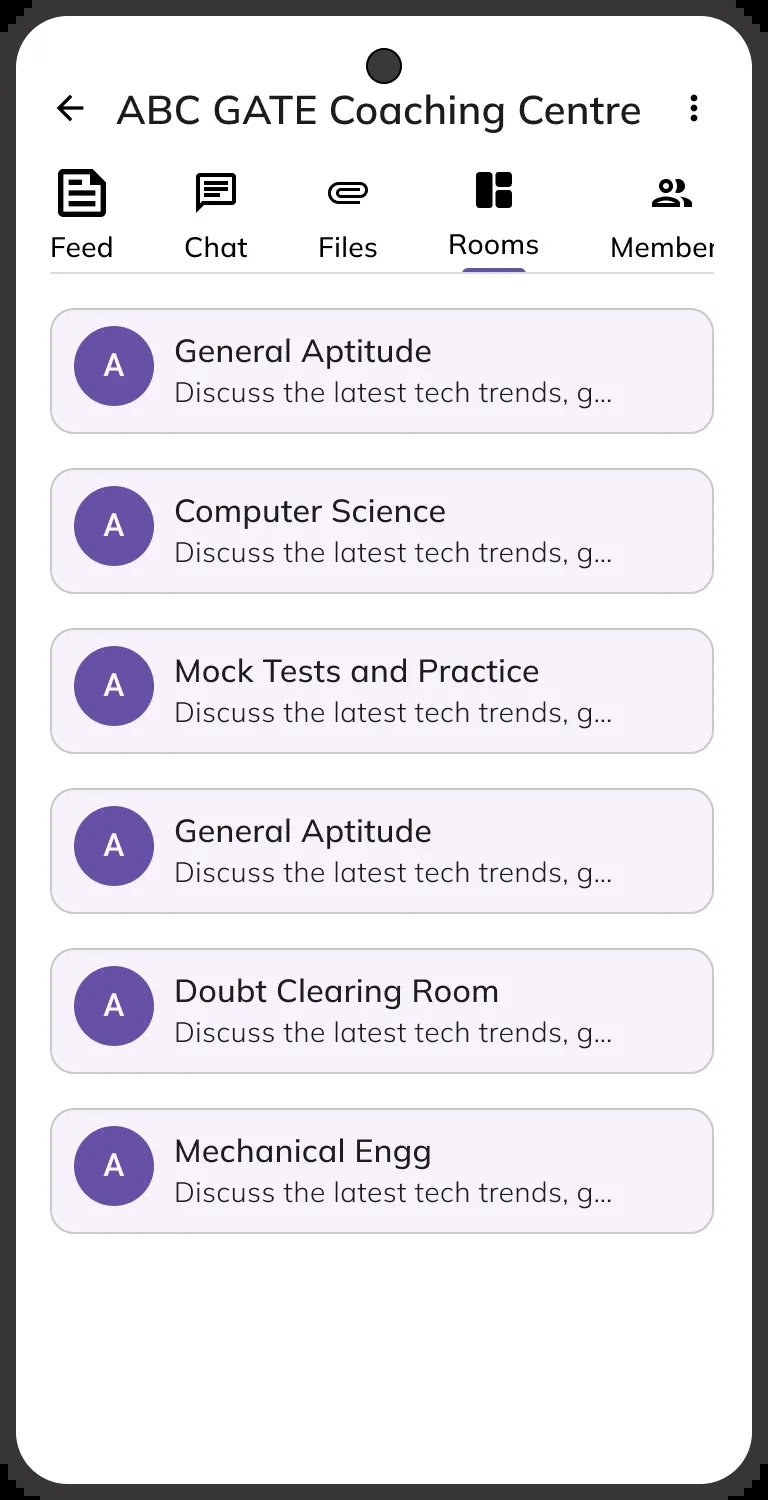 ABC GATE Coaching Centre
Feed Chat Files Rooms Member
A General Aptitude
Discuss the latest tech trends, g...
A Computer Science
Discuss the latest tech trends, g...
A Mock Tests and Practice
Discuss the latest tech trends, g...
A General Aptitude
Discuss the latest tech trends, g...
A Doubt Clearing Room
Discuss the latest tech trends, g...
A Mechanical Engg
Discuss the latest tech trends, g...